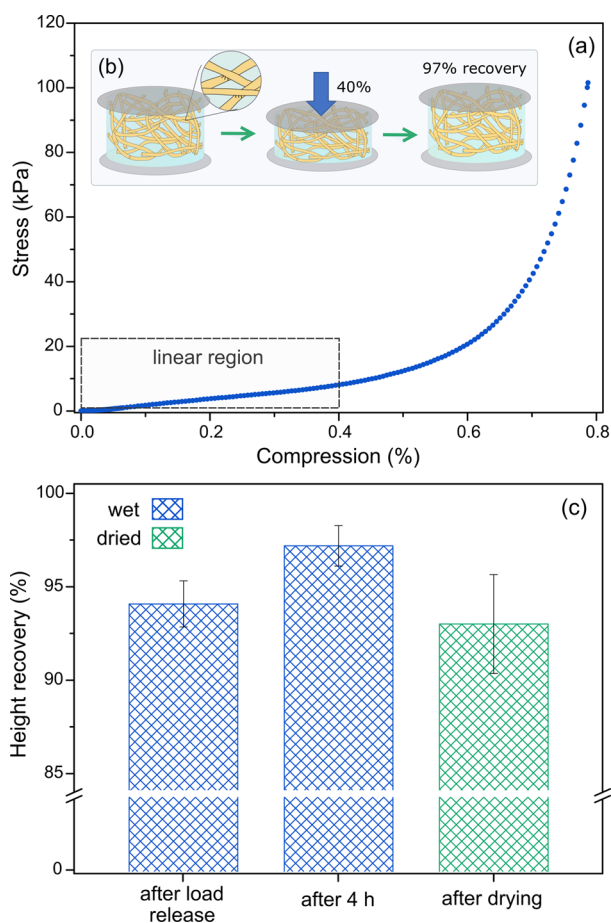 (a)
(b)
40%
97% recovery
120
100
80
60
40
20
0
Stress (kPa)
linear region
0.0
0.2
0.4
0.6
0.8
Compression (%)
(c)
wet
dried
100
95
90
85
0
Height recovery (%)
after load
release
after 4 h
after drying